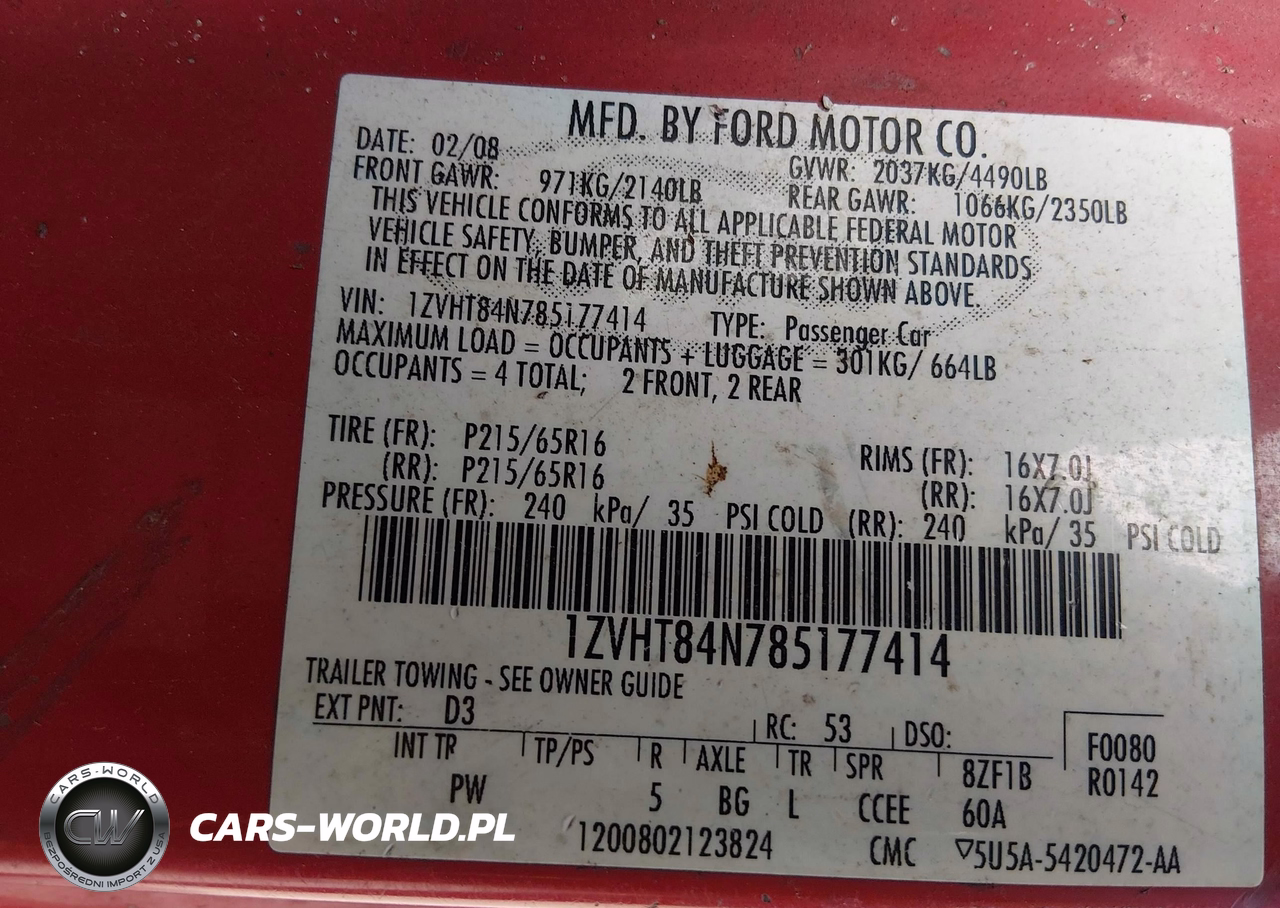 MFD. BY FORD MOTOR CO.
DATE: 02/08 GVWR: 2037KG/4490LB
FRONT GAWR: 971KG/2140LB REAR GAWR: 1066KG/2350LB
THIS VEHICLE CONFORMS TO ALL APPLICABLE FEDERAL MOTOR
VEHICLE SAFETY, BUMPER, AND THEFT PREVENTION STANDARDS
IN EFFECT ON THE DATE OF MANUFACTURE SHOWN ABOVE.
VIN: 1ZVHT84N785177414 TYPE: Passenger Car
MAXIMUM LOAD = OCCUPANTS + LUGGAGE = 301KG/ 664LB
OCCUPANTS = 4 TOTAL; 2 FRONT, 2 REAR
TIRE (FR): P215/65R16 RIMS (FR): 16X7.0J
(RR): P215/65R16 (RR): 16X7.0J
PRESSURE (FR): 240 kPa/ 35 PSI COLD (RR): 240 kPa/ 35 PSI COLD
1ZVHT84N785177414
TRAILER TOWING - SEE OWNER GUIDE
EXT PNT: D3 RC: 53 DSO: F0080
INT TR TP/PS R AXLE TR SPR 8ZF1B R0142
PW 5 BG L CCEE 60A
1200802123824 CMC ▽5U5A-5420472-AA
CARS-WORLD
CW
BEZPOŚREDNI IMPORT Z USA
CARS-WORLD.PL